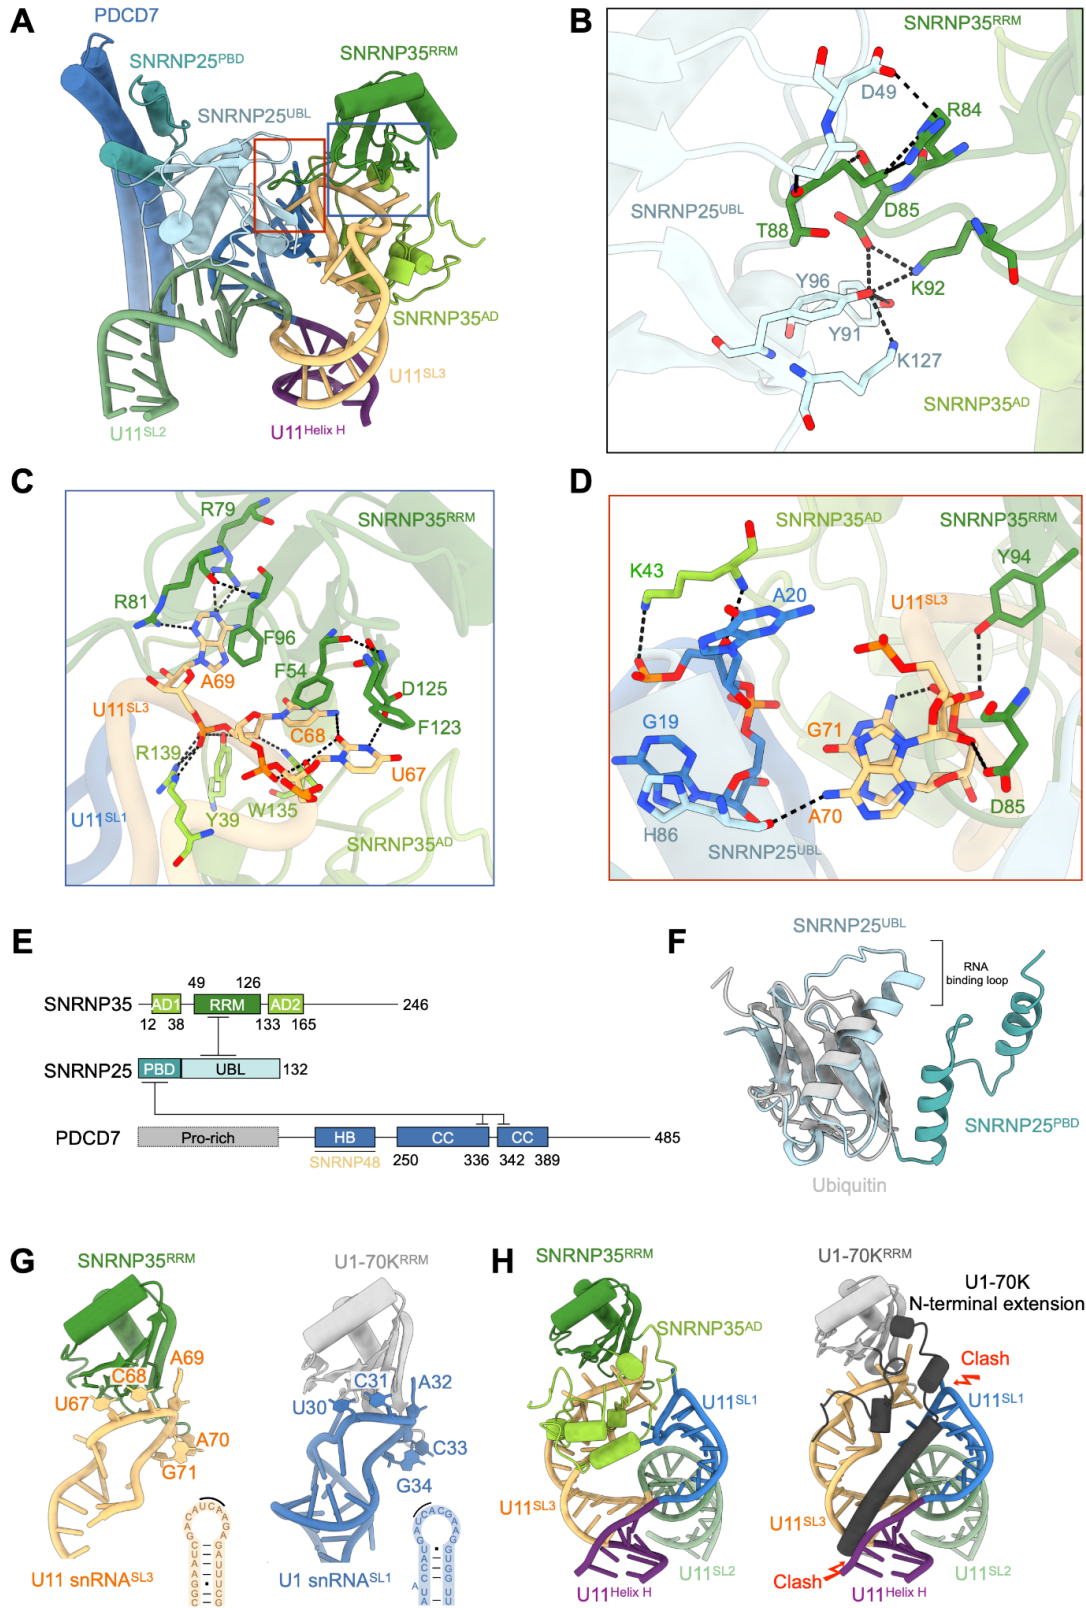 A
PDCD7
SNRNP25PBD
SNRNP35RRM
SNRNP25UBL
SNRNP35AD
U11SL3
U11SL2
U11Helix H
B
SNRNP35RRM
D49
R84
SNRNP25UBL
T88
D85
Y96
K92
Y91
K127
SNRNP35AD
C
R79
SNRNP35RRM
R81
F96
A69
F54
D125
U11SL3
C68
F123
R139
U67
W135
U11SL1
Y39
SNRNP35AD
D
SNRNP35AD
SNRNP35RRM
Y94
K43
A20
U11SL3
G19
G71
H86
A70
D85
SNRNP25UBL
E
49 126
SNRNP35 AD1 RRM AD2 246
12 38 133 165
SNRNP25 PBD UBL 132
PDCD7 Pro-rich HB CC CC 485
SNRNP48 250 336 342 389
F
SNRNP25UBL
RNA
binding loop
SNRNP25PBD
Ubiquitin
G
SNRNP35RRM
U1-70KRRM
A69
C68
U67
A70
G71
U11 snRNASL3
A32
C31
U30
C33
G34
U1 snRNASL1
H
SNRNP35RRM
U1-70KRRM
U1-70K
N-terminal extension
SNRNP35AD
Clash
U11SL1
U11SL1
U11SL3
U11SL3
U11SL2
U11SL2
U11Helix H
Clash
U11Helix H